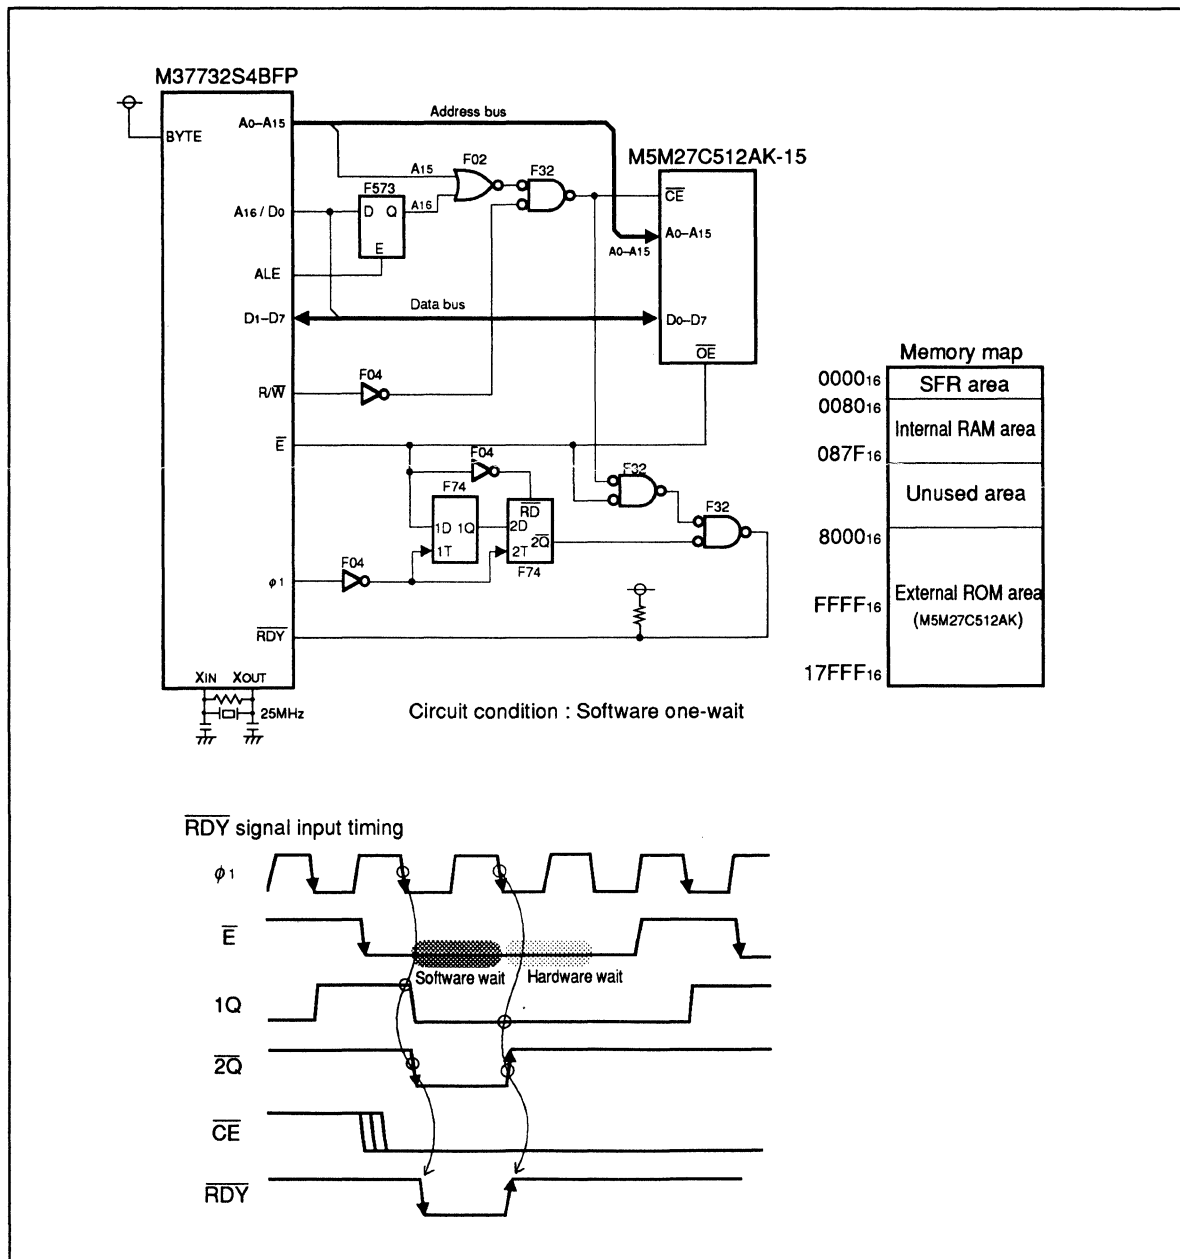 M37732S4BFP
BYTE
A0–A15
Address bus
M5M27C512AK-15
F02
F32
A15
F573
A16 / D0
D Q
A16
E
CE
A0–A15
A0–A15
ALE
Data bus
D1–D7
D0–D7
OE
F04
R/W
E
F04
F74
F32
RD
F32
1D 1Q
2D
2Q
1T
2T
F04
F74
φ1
RDY
XIN XOUT
25MHz
Circuit condition : Software one-wait
Memory map
000016
SFR area
008016
Internal RAM area
087F16
Unused area
800016
External ROM area
(M5M27C512AK)
FFFF16
17FFF16
RDY signal input timing
φ1
E
Software wait
Hardware wait
1Q
2Q
CE
RDY